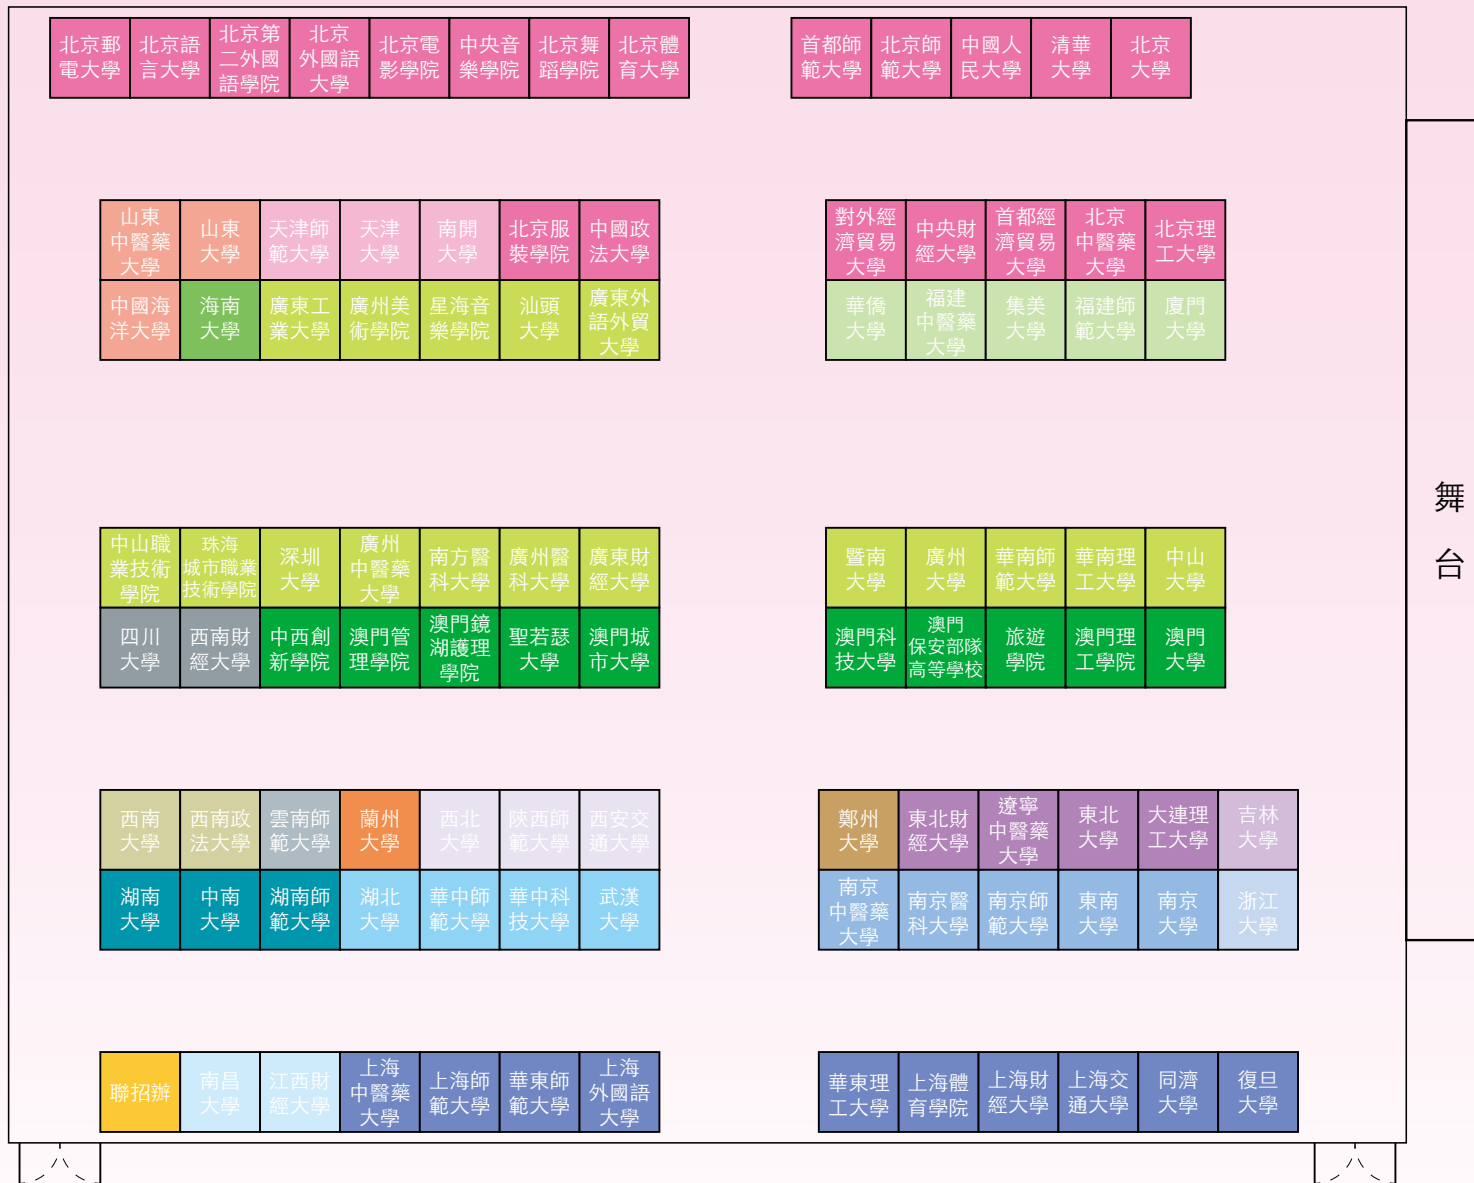 北京郵
電大學
北京語
言大學
北京第
二外國
語學院
北京
外國語
大學
北京電
影學院
中央音
樂學院
北京舞
蹈學院
北京體
育大學
首都師
範大學
北京師
範大學
中國人
民大學
清華
大學
北京
大學
山東
中醫藥
大學
山東
大學
天津師
範大學
天津
大學
南開
大學
北京服
裝學院
中國政
法大學
對外經
濟貿易
大學
中央財
經大學
首都經
濟貿易
大學
北京
中醫藥
大學
北京理
工大學
中國海
洋大學
海南
大學
廣東工
業大學
廣州美
術學院
星海音
樂學院
汕頭
大學
廣東外
語外貿
大學
華僑
大學
福建
中醫藥
大學
集美
大學
福建師
範大學
廈門
大學
舞
台
中山職
業技術
學院
珠海
城市職業
技術學院
深圳
大學
廣州
中醫藥
大學
南方醫
科大學
廣州醫
科大學
廣東財
經大學
暨南
大學
廣州
大學
華南師
範大學
華南理
工大學
中山
大學
四川
大學
西南財
經大學
中西創
新學院
澳門管
理學院
澳門鏡
湖護理
學院
聖若瑟
大學
澳門城
市大學
澳門科
技大學
澳門
保安部隊
高等學校
旅遊
學院
澳門理
工學院
澳門
大學
西南
大學
西南政
法大學
雲南師
範大學
蘭州
大學
西北
大學
陝西師
範大學
西安交
通大學
鄭州
大學
東北財
經大學
遼寧
中醫藥
大學
東北
大學
大連理
工大學
吉林
大學
湖南
大學
中南
大學
湖南師
範大學
湖北
大學
華中師
範大學
華中科
技大學
武漢
大學
南京
中醫藥
大學
南京醫
科大學
南京師
範大學
東南
大學
南京
大學
浙江
大學
聯招辦
南昌
大學
江西財
經大學
上海
中醫藥
大學
上海師
範大學
華東師
範大學
上海
外國語
大學
華東理
工大學
上海體
育學院
上海財
經大學
上海交
通大學
同濟
大學
復旦
大學